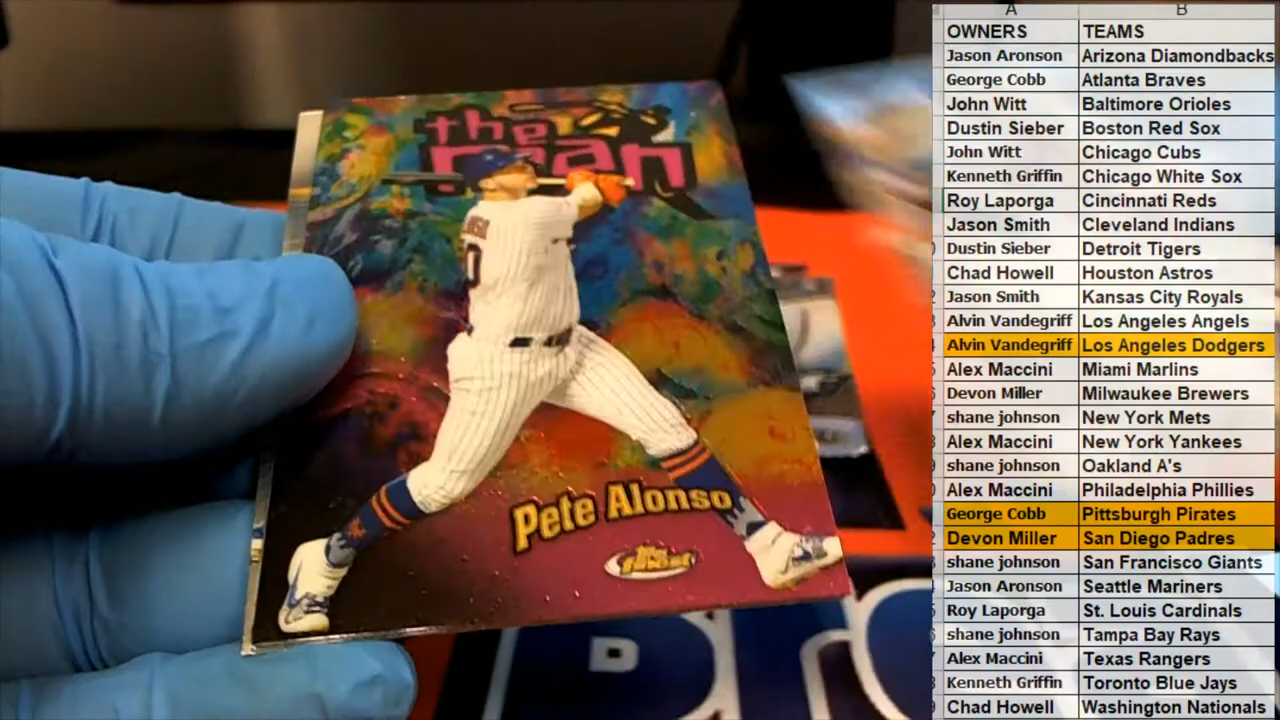 the
man
Pete Alonso
A B
OWNERS TEAMS
Jason Aronson Arizona Diamondbacks
George Cobb Atlanta Braves
John Witt Baltimore Orioles
Dustin Sieber Boston Red Sox
John Witt Chicago Cubs
Kenneth Griffin Chicago White Sox
Roy Laporga Cincinnati Reds
Jason Smith Cleveland Indians
Dustin Sieber Detroit Tigers
Chad Howell Houston Astros
Jason Smith Kansas City Royals
Alvin Vandegriff Los Angeles Angels
Alvin Vandegriff Los Angeles Dodgers
Alex Maccini Miami Marlins
Devon Miller Milwaukee Brewers
shane johnson New York Mets
Alex Maccini New York Yankees
shane johnson Oakland A's
Alex Maccini Philadelphia Phillies
George Cobb Pittsburgh Pirates
Devon Miller San Diego Padres
shane johnson San Francisco Giants
Jason Aronson Seattle Mariners
Roy Laporga St. Louis Cardinals
shane johnson Tampa Bay Rays
Alex Maccini Texas Rangers
Kenneth Griffin Toronto Blue Jays
Chad Howell Washington Nationals